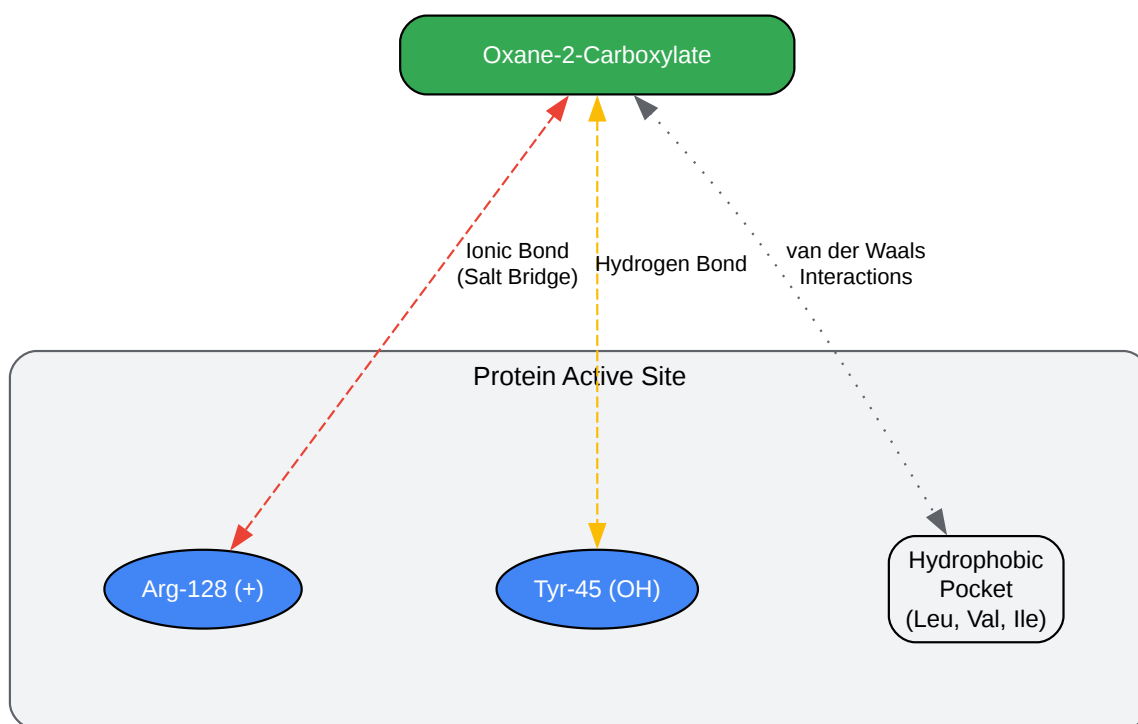 Oxane-2-Carboxylate
Ionic Bond
(Salt Bridge)
Hydrogen Bond
van der Waals
Interactions
Protein Active Site
Arg-128 (+)
Tyr-45 (OH)
Hydrophobic
Pocket
(Leu, Val, Ile)